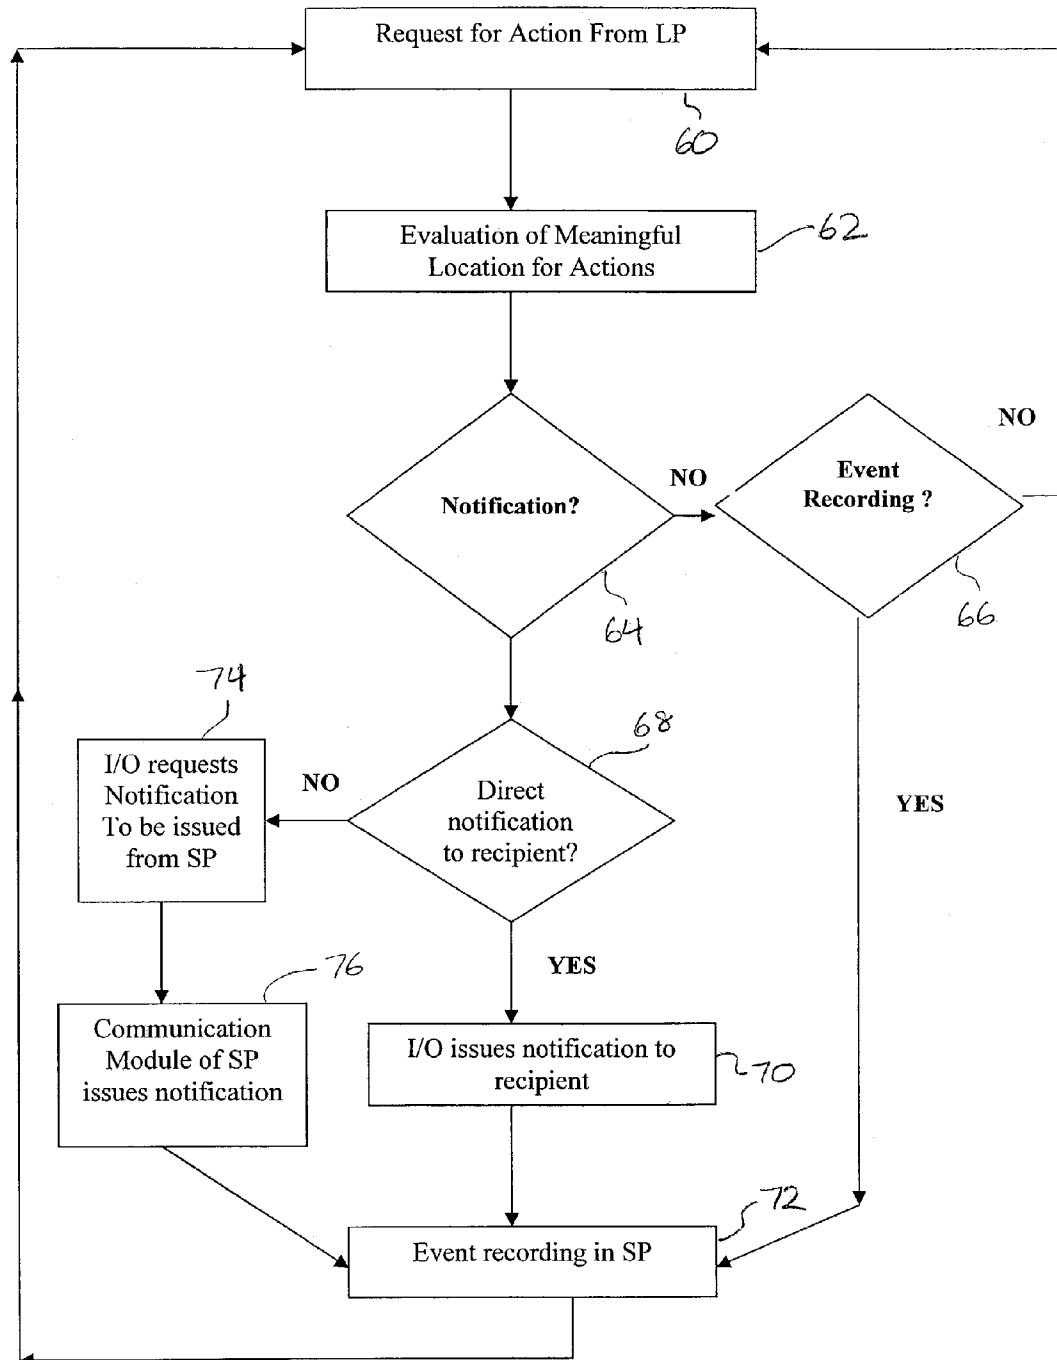 Request for Action From LP
60
Evaluation of Meaningful
Location for Actions
62
Notification?
NO
64
Event
Recording ?
NO
66
YES
74
I/O requests
Notification
To be issued
from SP
NO
68
Direct
notification
to recipient?
YES
76
Communication
Module of SP
issues notification
I/O issues notification to
recipient
70
72
Event recording in SP